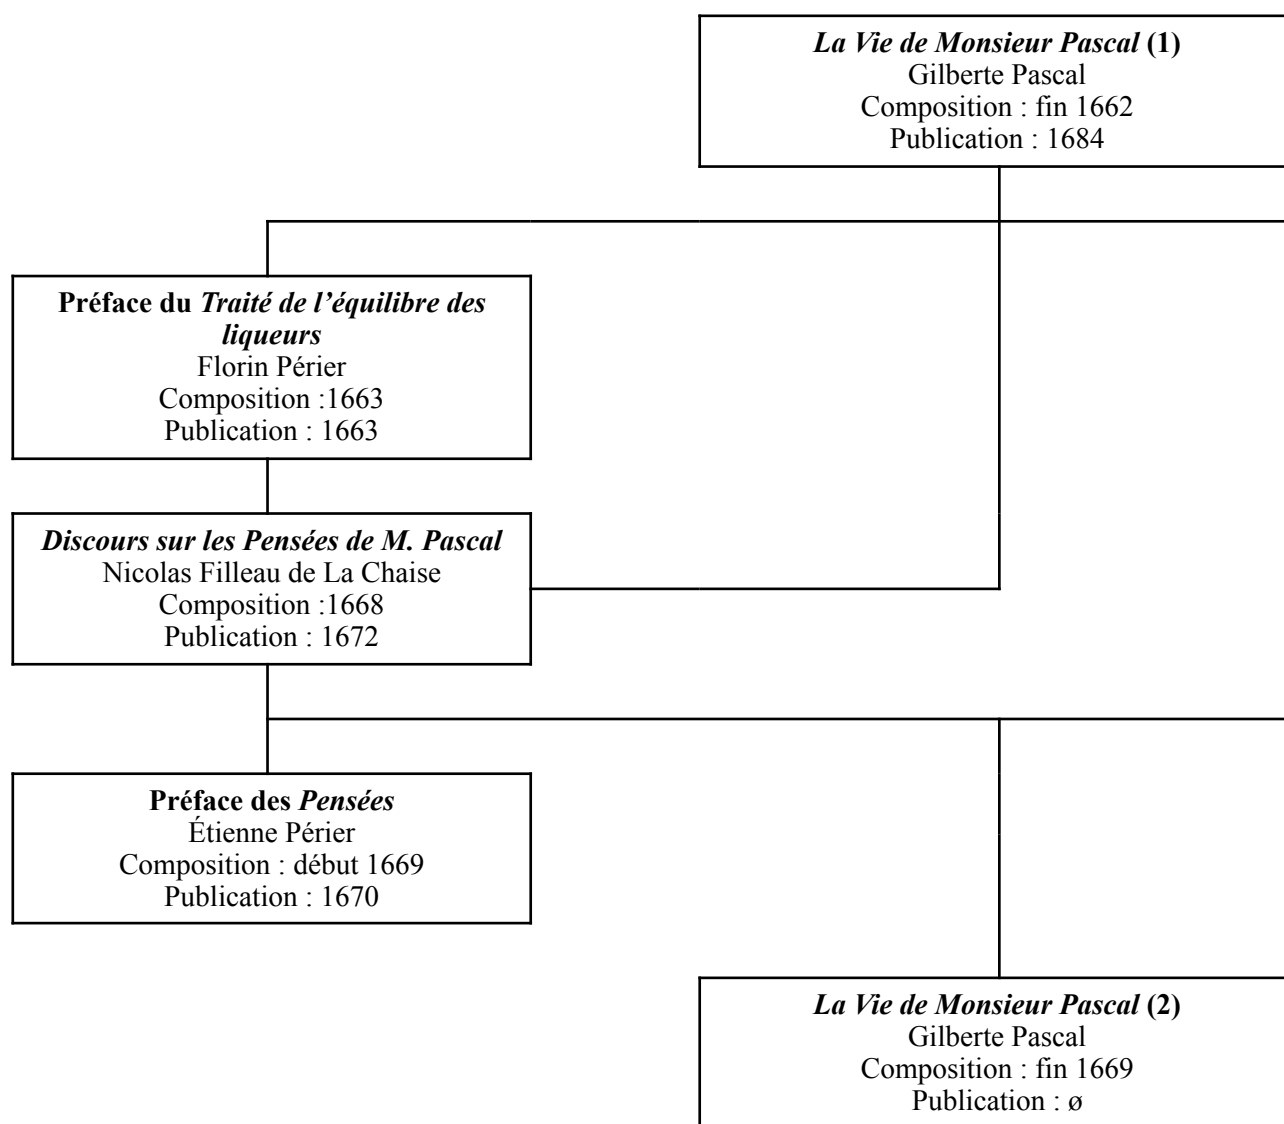 La Vie de Monsieur Pascal (1)
Gilberte Pascal
Composition : fin 1662
Publication : 1684
Préface du Traité de l’équilibre des
liqueurs
Florin Périer
Composition :1663
Publication : 1663
Discours sur les Pensées de M. Pascal
Nicolas Filleau de La Chaise
Composition :1668
Publication : 1672
Préface des Pensées
Étienne Périer
Composition : début 1669
Publication : 1670
La Vie de Monsieur Pascal (2)
Gilberte Pascal
Composition : fin 1669
Publication : ø